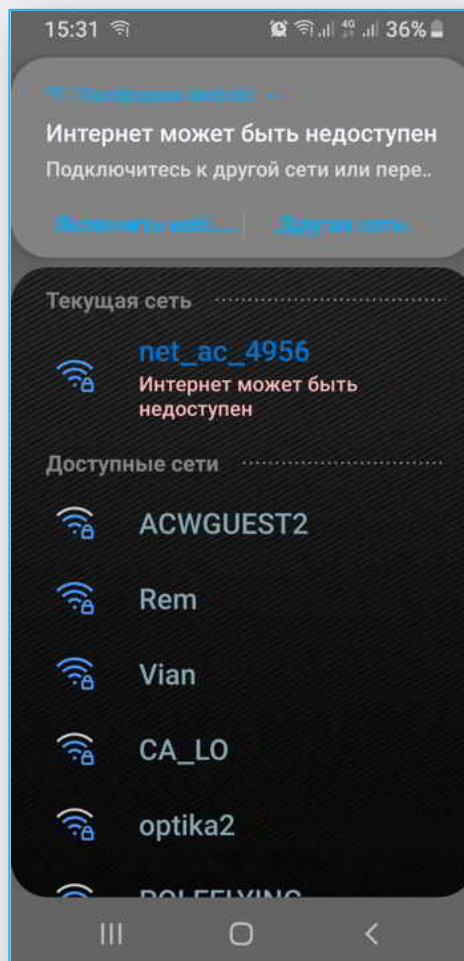 15:31 4G 36%
Интернет может быть недоступен
Подключитесь к другой сети или пере..
Текущая сеть
net_ac_4956
Интернет может быть
недоступен
Доступные сети
ACWGUEST2
Rem
Vian
CA_LO
optika2